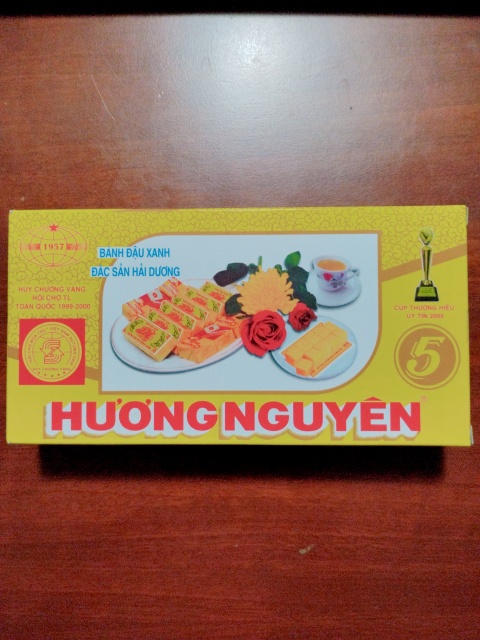 1957
BANH ĐẬU XANH
ĐẶC SẢN HẢI DƯƠNG
HUY CHƯƠNG VÀNG
HỘI CHỢ TL
TOÀN QUỐC 1999-2000
CUP THƯƠNG HIỆU
UY TÍN 2005
5
HƯƠNG NGUYÊN